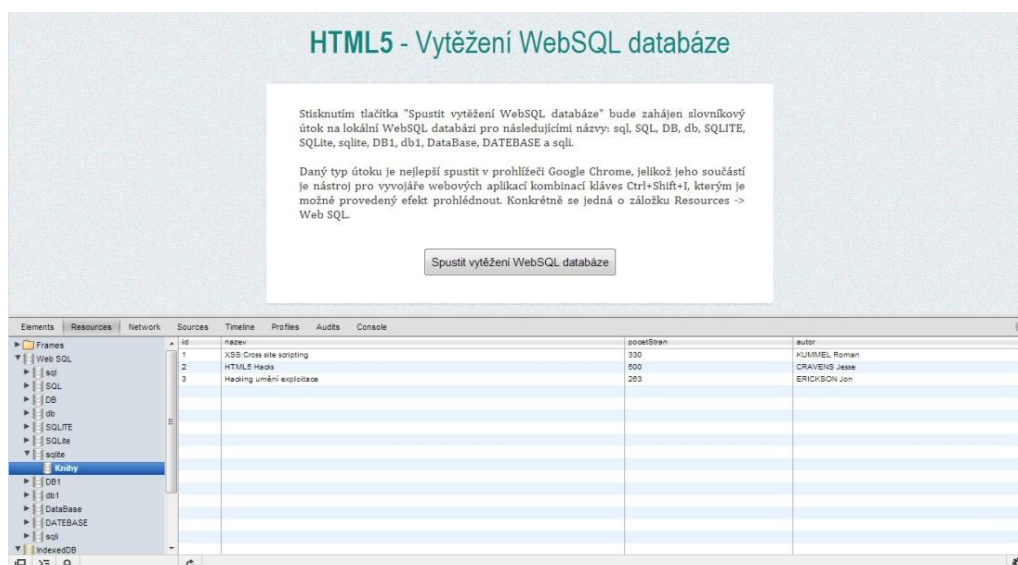 HTML5 - Vytěžení WebSQL databáze
Stisknutím tlačítka "Spustit vytěžení WebSQL databáze" bude zahájen slovníkový
útok na lokální WebSQL databázi pro následujícími názvy: sql, SQL, DB, db, SQLITE,
SQLite, sqlite, DB1, db1, DataBase, DATEBASE a sqli.
Daný typ útoku je nejlepší spustit v prohlížeči Google Chrome, jelikož jeho součástí
je nástroj pro vyvojáře webových aplikací kombinací kláves Ctrl+Shift+I, kterým je
možné provedený efekt prohlédnout. Konkrétně se jedná o záložku Resources ->
Web SQL.
Spustit vytěžení WebSQL databáze
Elements Resources Network Sources Timeline Profiles Audits Console
Frames
Web SQL
sql
SQL
DB
db
SQLITE
SQLite
sqlite
Knihy
DB1
db1
DataBase
DATEBASE
sqli
IndexedDB
id nazev pocetStran autor
1 XSS:Cross site scripting 330 KUMMEL Roman
2 HTML5 Hacks 500 CRAVENS Jesse
3 Hacking umění exploitace 263 ERICKSON Jon